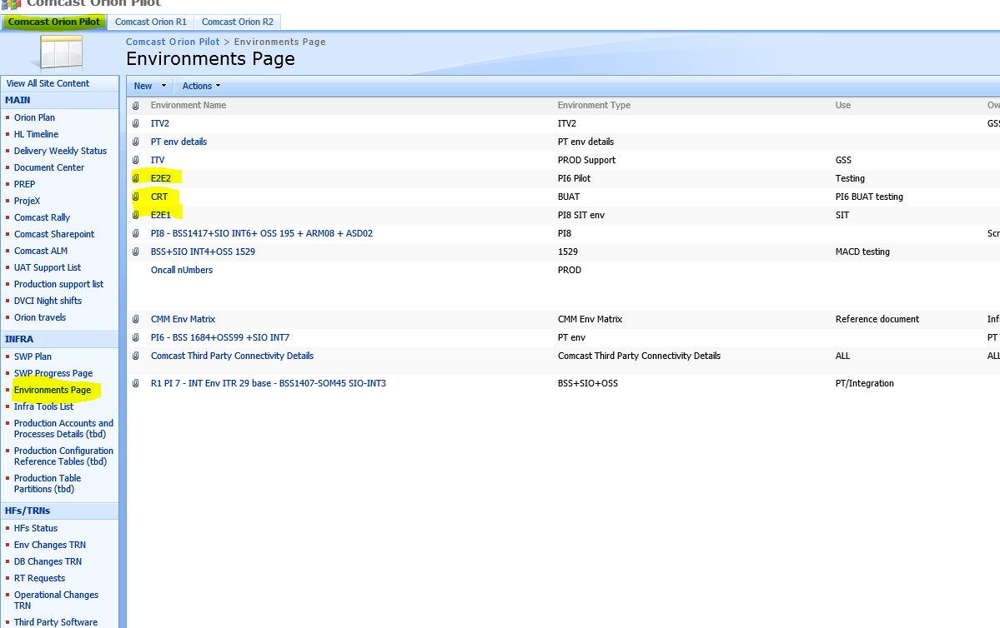 Comcast Orion Pilot
Comcast Orion Pilot Comcast Orion R1 Comcast Orion R2
Comcast Orion Pilot > Environments Page
Environments Page
View All Site Content
MAIN
Orion Plan
HL Timeline
Delivery Weekly Status
Document Center
PREP
ProjeX
Comcast Rally
Comcast Sharepoint
Comcast ALM
UAT Support List
Production support list
DVCI Night shifts
Orion travels
INFRA
SWP Plan
SWP Progress Page
Environments Page
Infra Tools List
Production Accounts and
Processes Details (tbd)
Production Configuration
Reference Tables (tbd)
Production Table
Partitions (tbd)
HFs/TRNs
HFs Status
Env Changes TRN
DB Changes TRN
RT Requests
Operational Changes
TRN
Third Party Software
New Actions
Environment Name Environment Type Use Ow
ITV2 ITV2 GSS
PT env details PT env details
ITV PROD Support GSS
E2E2 PI6 Pilot Testing
CRT BUAT PI6 BUAT testing
E2E1 PI8 SIT env SIT
PI8 - BSS1417+SIO INT6+ OSS 195 + ARM08 + ASD02 PI8 Scr
BSS+SIO INT4+OSS 1529 1529 MACD testing
Oncall nUmbers PROD
CMM Env Matrix CMM Env Matrix Reference document Inf
PI6 - BSS 1684+OSS99 +SIO INT7 PT env PT
Comcast Third Party Connectivity Details Comcast Third Party Connectivity Details ALL ALL
R1 PI 7 - INT Env ITR 29 base - BSS1407-SOM45 SIO-INT3 BSS+SIO+OSS PT/Integration